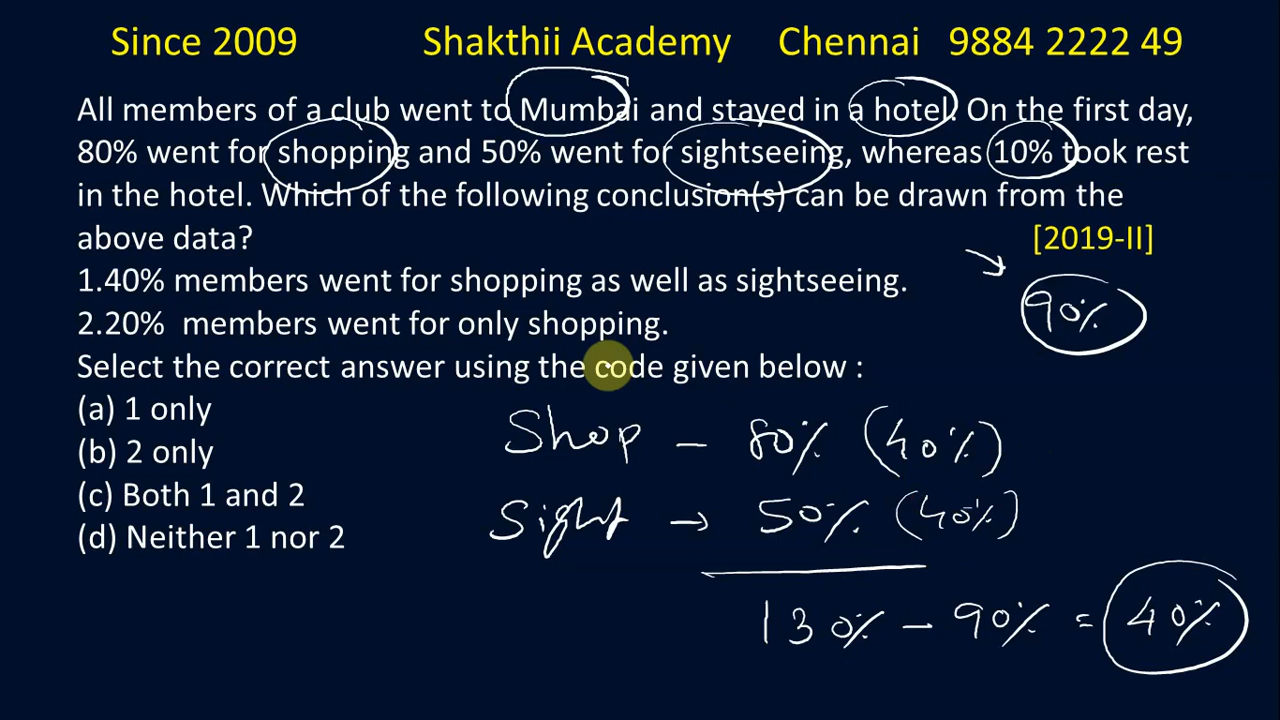 Since 2009 Shakthii Academy Chennai 9884 2222 49
All members of a club went to Mumbai and stayed in a hotel. On the first day,
80% went for shopping and 50% went for sightseeing, whereas 10% took rest
in the hotel. Which of the following conclusion(s) can be drawn from the
above data? [2019-II]
1.40% members went for shopping as well as sightseeing.
90%
2.20% members went for only shopping.
Select the correct answer using the code given below :
(a) 1 only
(b) 2 only
(c) Both 1 and 2
(d) Neither 1 nor 2
Shop - 80% (40%)
Sight → 50% (40%)
130% - 90% = 40%